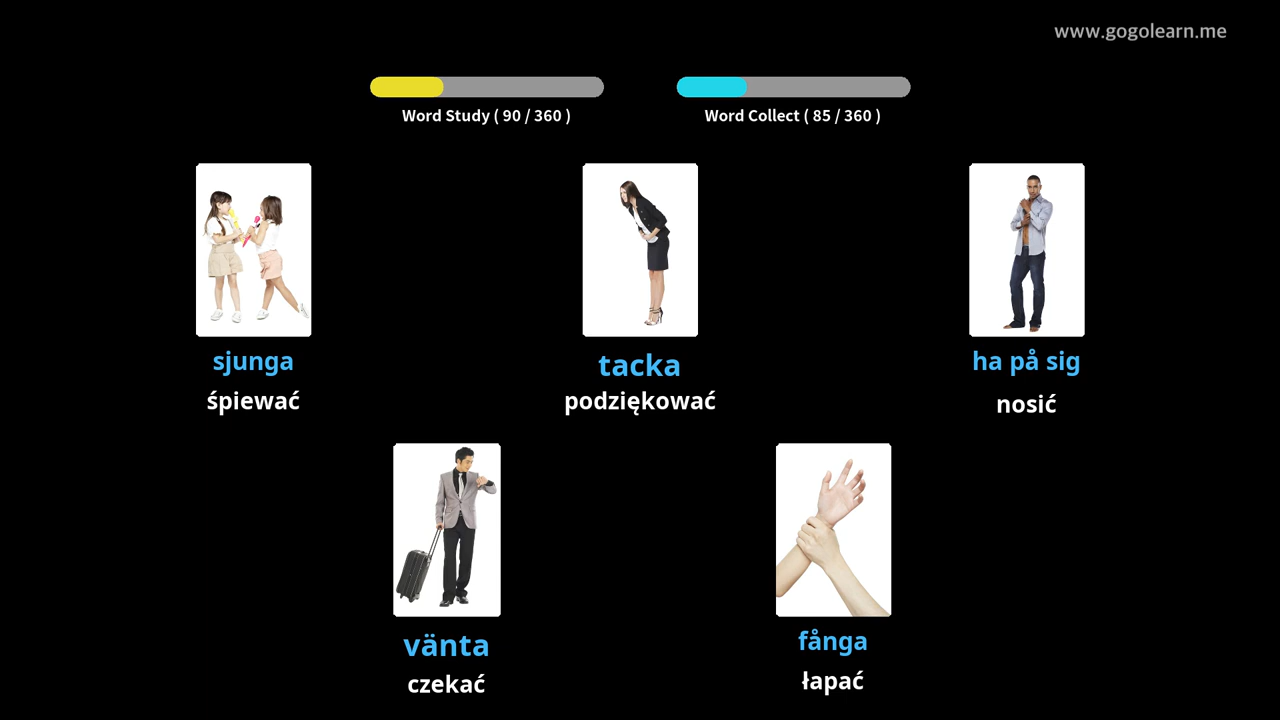 www.gogolearn.me
Word Study ( 90 / 360 )
Word Collect ( 85 / 360 )
sjunga
śpiewać
tacka
podziękować
ha på sig
nosić
vänta
czekać
fånga
łapać